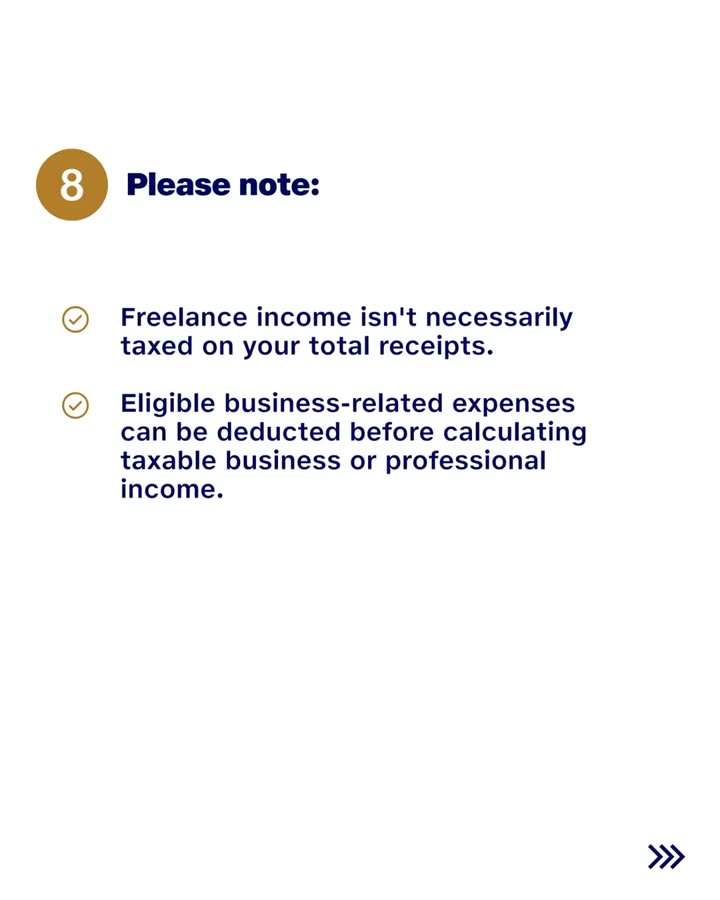 8
Please note:
Freelance income isn't necessarily
taxed on your total receipts.
Eligible business-related expenses
can be deducted before calculating
taxable business or professional
income.